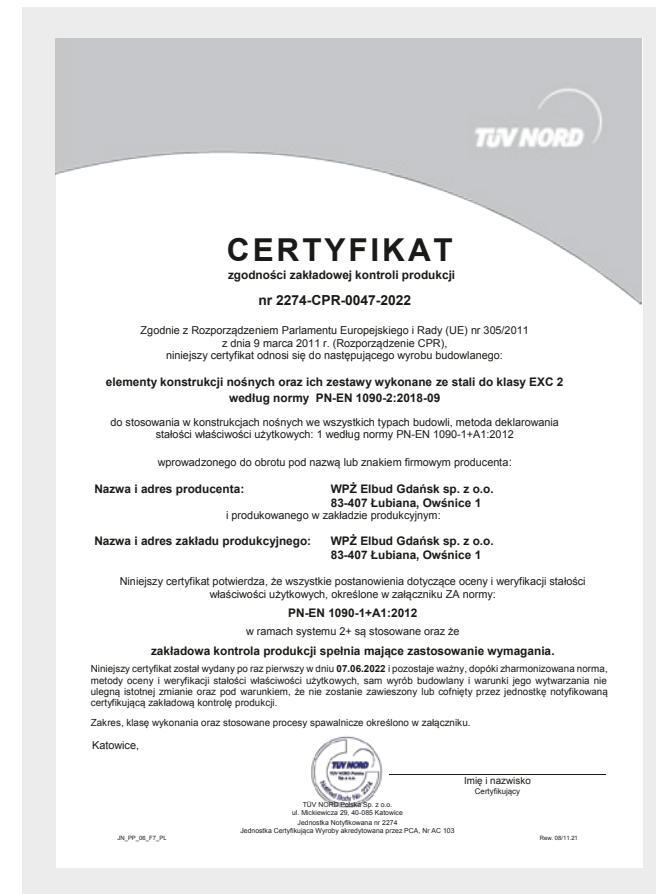 TÜV NORD
CERTYFIKAT
zgodności zakładowej kontroli produkcji
nr 2274-CPR-0047-2022
Zgodnie z Rozporządzeniem Parlamentu Europejskiego i Rady (UE) nr 305/2011
z dnia 9 marca 2011 r. (Rozporządzenie CPR),
niniejszy certyfikat odnosi się do następującego wyrobu budowlanego:
elementy konstrukcji nośnych oraz ich zestawy wykonane ze stali do klasy EXC 2
według normy PN-EN 1090-2:2018-09
do stosowania w konstrukcjach nośnych we wszystkich typach budowli, metoda deklarowania
stałości właściwości użytkowych: 1 według normy PN-EN 1090-1+A1:2012
wprowadzonego do obrotu pod nazwą lub znakiem firmowym producenta:
Nazwa i adres producenta: WPŻ Elbud Gdańsk sp. z o.o.
83-407 Łubiana, Owśnice 1
i produkowanego w zakładzie produkcyjnym:
Nazwa i adres zakładu produkcyjnego: WPŻ Elbud Gdańsk sp. z o.o.
83-407 Łubiana, Owśnice 1
Niniejszy certyfikat potwierdza, że wszystkie postanowienia dotyczące oceny i weryfikacji stałości
właściwości użytkowych, określone w załączniku ZA normy:
PN-EN 1090-1+A1:2012
w ramach systemu 2+ są stosowane oraz że
zakładowa kontrola produkcji spełnia mające zastosowanie wymagania.
Niniejszy certyfikat został wydany po raz pierwszy w dniu 07.06.2022 i pozostaje ważny, dopóki zharmonizowana norma,
metody oceny i weryfikacji stałości właściwości użytkowych, sam wyrób budowlany i warunki jego wytwarzania nie
ulegną istotnej zmianie oraz pod warunkiem, że nie zostanie zawieszony lub cofnięty przez jednostkę notyfikowaną
certyfikującą zakładową kontrolę produkcji.
Zakres, klasę wykonania oraz stosowane procesy spawalnicze określono w załączniku.
Katowice,
TÜV NORD
TÜV NORD Polska
Sp. z o.o.
Notified Body No. 2274
Imię i nazwisko
Certyfikujący
TÜV NORD Polska Sp. z o.o.
ul. Mickiewicza 29, 40-085 Katowice
Jednostka Notyfikowana nr 2274
Jednostka Certyfikująca Wyroby akredytowana przez PCA, Nr AC 103
JN_PP_06_F7_PL
Rew. 08/11.21